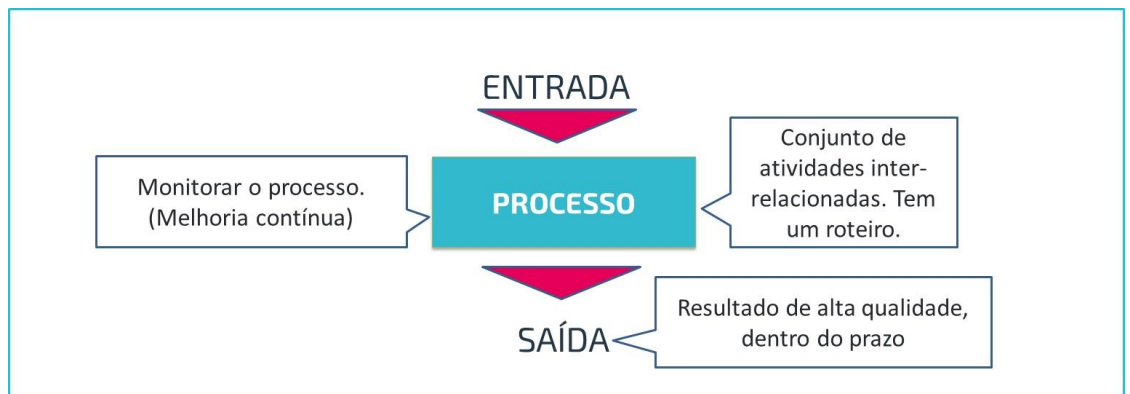 ENTRADA
Monitorar o processo.
(Melhoria contínua)
PROCESSO
Conjunto de
atividades inter-
relacionadas. Tem
um roteiro.
SAÍDA
Resultado de alta qualidade,
dentro do prazo